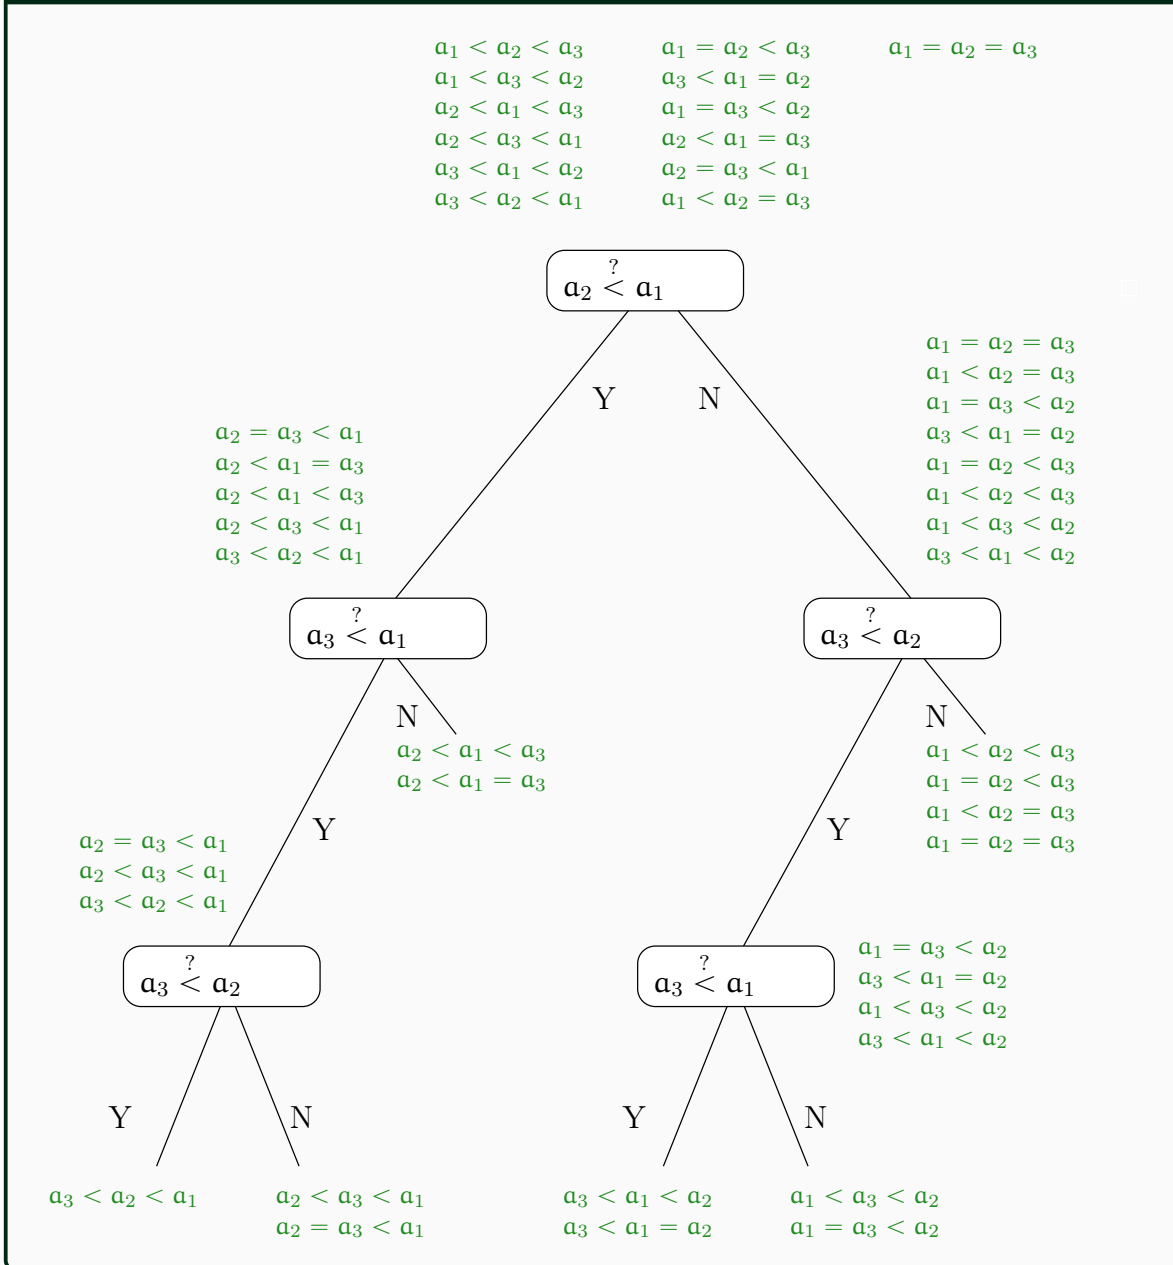 a₁ < a₂ < a₃ a₁ = a₂ < a₃ a₁ = a₂ = a₃
a₁ < a₃ < a₂ a₃ < a₁ = a₂
a₂ < a₁ < a₃ a₁ = a₃ < a₂
a₂ < a₃ < a₁ a₂ < a₁ = a₃
a₃ < a₁ < a₂ a₂ = a₃ < a₁
a₃ < a₂ < a₁ a₁ < a₂ = a₃
?
a₂ < a₁
Y N
a₁ = a₂ = a₃
a₁ < a₂ = a₃
a₁ = a₃ < a₂
a₃ < a₁ = a₂
a₁ = a₂ < a₃
a₁ < a₂ < a₃
a₁ < a₃ < a₂
a₃ < a₁ < a₂
a₂ = a₃ < a₁
a₂ < a₁ = a₃
a₂ < a₁ < a₃
a₂ < a₃ < a₁
a₃ < a₂ < a₁
?
a₃ < a₁
?
a₃ < a₂
N
a₂ < a₁ < a₃
a₂ < a₁ = a₃
N
a₁ < a₂ < a₃
a₁ = a₂ < a₃
a₁ < a₂ = a₃
a₁ = a₂ = a₃
Y
Y
a₂ = a₃ < a₁
a₂ < a₃ < a₁
a₃ < a₂ < a₁
?
a₃ < a₂
?
a₃ < a₁
a₁ = a₃ < a₂
a₃ < a₁ = a₂
a₁ < a₃ < a₂
a₃ < a₁ < a₂
Y N Y N
a₃ < a₂ < a₁ a₂ < a₃ < a₁ a₃ < a₁ < a₂ a₁ < a₃ < a₂
a₂ = a₃ < a₁ a₃ < a₁ = a₂ a₁ = a₃ < a₂